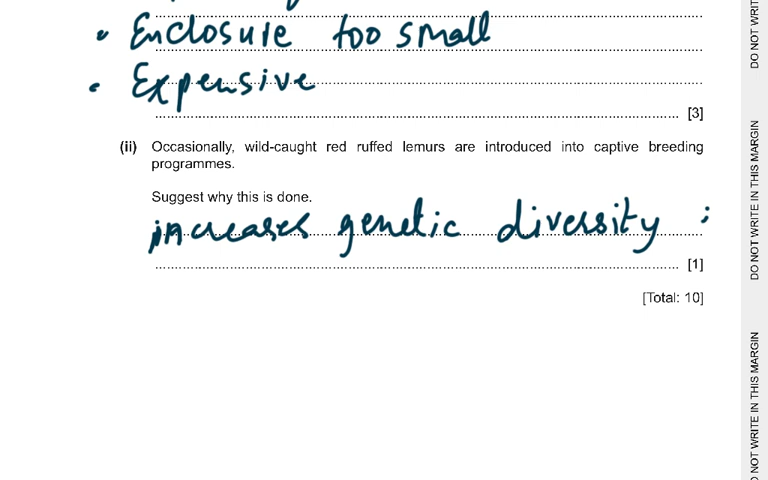 • Enclosure too small
• Expensive
[3]
(ii) Occasionally, wild-caught red ruffed lemurs are introduced into captive breeding
programmes.
Suggest why this is done.
increases genetic diversity ;
[1]
[Total: 10]
DO NOT WRIT
DO NOT WRITE IN THIS MARGIN
O NOT WRITE IN THIS MARGIN